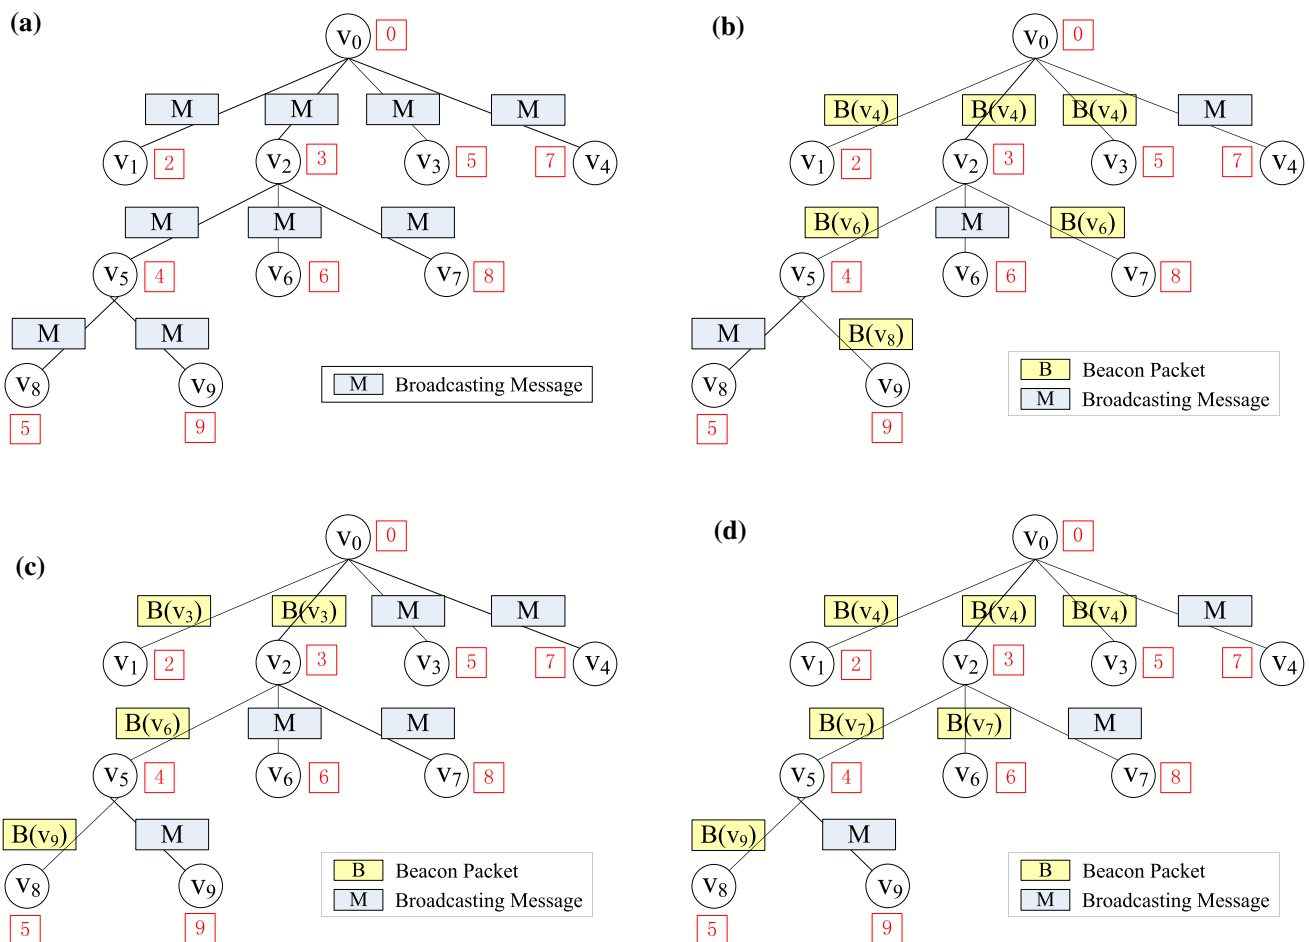 (a)
v0 0
M M M M
v1 2 v2 3 v3 5 7 v4
M M M
v5 4 v6 6 v7 8
M M
v8 v9
5 9
M Broadcasting Message
(b)
v0 0
B(v4) B(v4) B(v4) M
v1 2 v2 3 v3 5 7 v4
B(v6) M B(v6)
v5 4 v6 6 v7 8
M B(v8)
v8 v9
5 9
B Beacon Packet
M Broadcasting Message
(c)
v0 0
B(v3) B(v3) M M
v1 2 v2 3 v3 5 7 v4
B(v6) M M
v5 4 v6 6 v7 8
B(v9) M
v8 v9
5 9
B Beacon Packet
M Broadcasting Message
(d)
v0 0
B(v4) B(v4) B(v4) M
v1 2 v2 3 v3 5 7 v4
B(v7) B(v7) M
v5 4 v6 6 v7 8
B(v9) M
v8 v9
5 9
B Beacon Packet
M Broadcasting Message